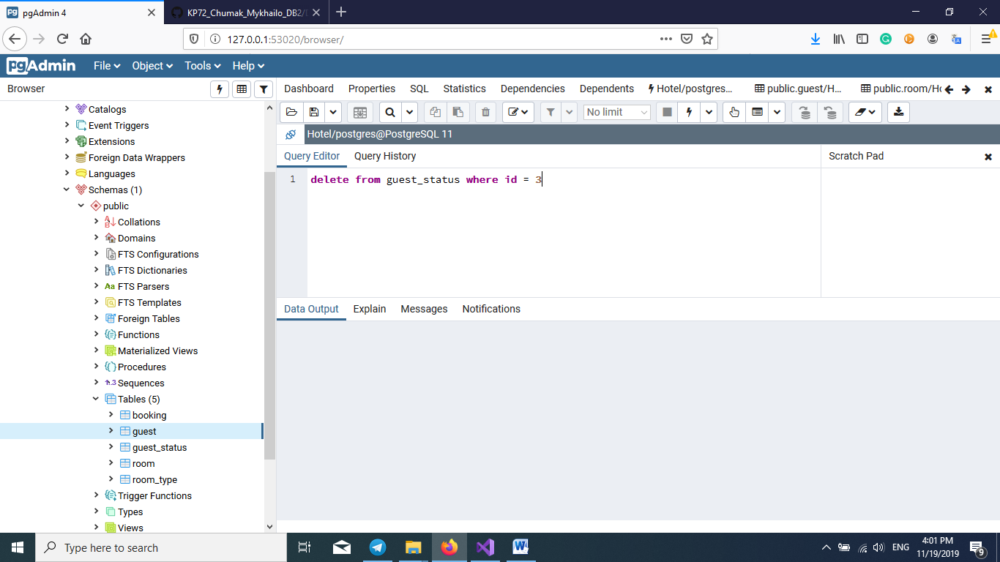 pgAdmin 4
KP72_Chumak_Mykhailo_DB2/
127.0.0.1:53020/browser/
pgAdmin File Object Tools Help
Browser
Dashboard Properties SQL Statistics Dependencies Dependents Hotel/postgres... public.guest/H... public.room/Ho
No limit
Hotel/postgres@PostgreSQL 11
Query Editor Query History
Scratch Pad
1 delete from guest_status where id = 3
Data Output Explain Messages Notifications
Catalogs
Event Triggers
Extensions
Foreign Data Wrappers
Languages
Schemas (1)
public
Collations
Domains
FTS Configurations
FTS Dictionaries
Aa FTS Parsers
FTS Templates
Foreign Tables
Functions
Materialized Views
Procedures
1..3 Sequences
Tables (5)
booking
guest
guest_status
room
room_type
Trigger Functions
Types
Views
Type here to search
ENG
4:01 PM
11/19/2019
9